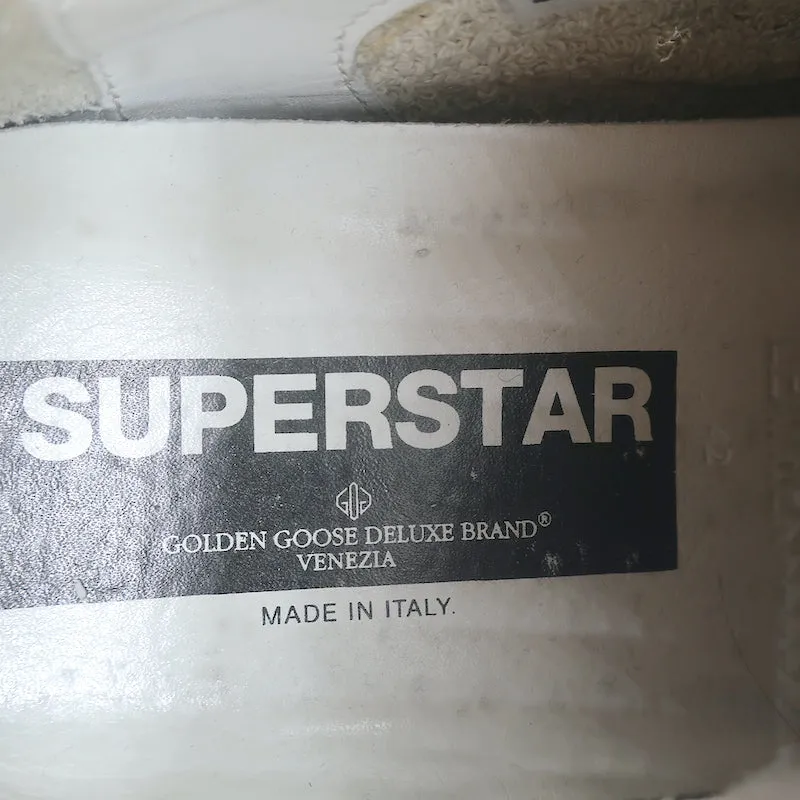 SUPERSTAR
GOLDEN GOOSE DELUXE BRAND®
VENEZIA
MADE IN ITALY.